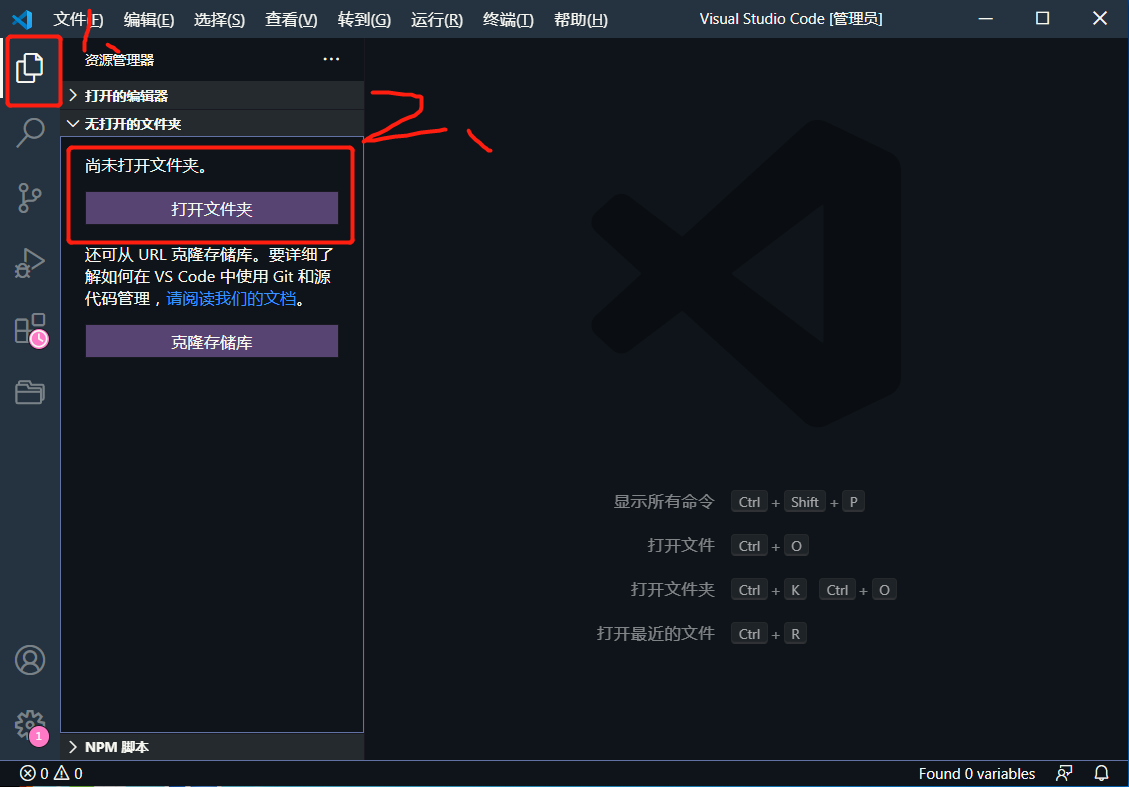 文件(F) 编辑(E) 选择(S) 查看(V) 转到(G) 运行(R) 终端(T) 帮助(H) Visual Studio Code [管理员]
1、
资源管理器 ···
打开的编辑器
2、
无打开的文件夹
尚未打开文件夹。
打开文件夹
还可从 URL 克隆存储库。要详细了
解如何在 VS Code 中使用 Git 和源
代码管理，请阅读我们的文档。
克隆存储库
显示所有命令 Ctrl + Shift + P
打开文件 Ctrl + O
打开文件夹 Ctrl + K Ctrl + O
打开最近的文件 Ctrl + R
1
NPM 脚本
0 0 Found 0 variables